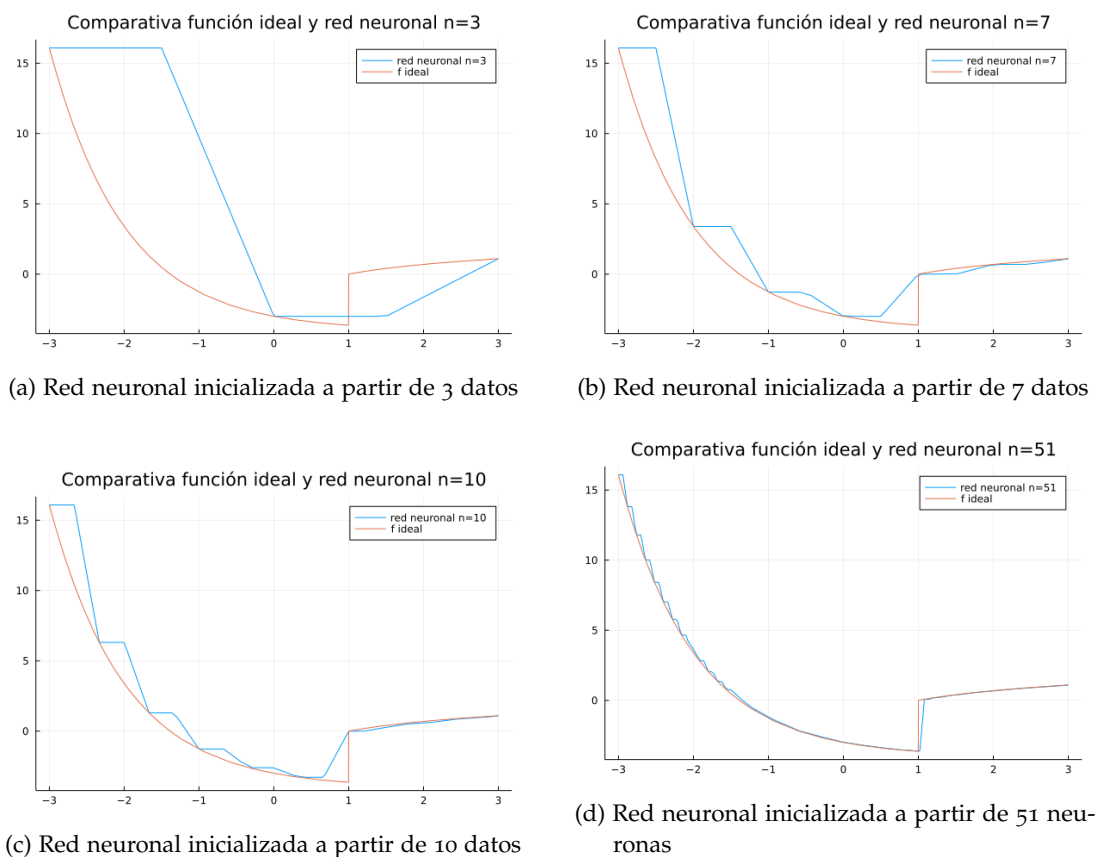 Comparativa función ideal y red neuronal n=3
red neuronal n=3
f ideal
15
10
5
0
−3 −2 −1 0 1 2 3
(a) Red neuronal inicializada a partir de 3 datos
Comparativa función ideal y red neuronal n=7
red neuronal n=7
f ideal
15
10
5
0
−3 −2 −1 0 1 2 3
(b) Red neuronal inicializada a partir de 7 datos
Comparativa función ideal y red neuronal n=10
red neuronal n=10
f ideal
15
10
5
0
−3 −2 −1 0 1 2 3
(c) Red neuronal inicializada a partir de 10 datos
Comparativa función ideal y red neuronal n=51
red neuronal n=51
f ideal
15
10
5
0
−3 −2 −1 0 1 2 3
(d) Red neuronal inicializada a partir de 51 neu-
ronas